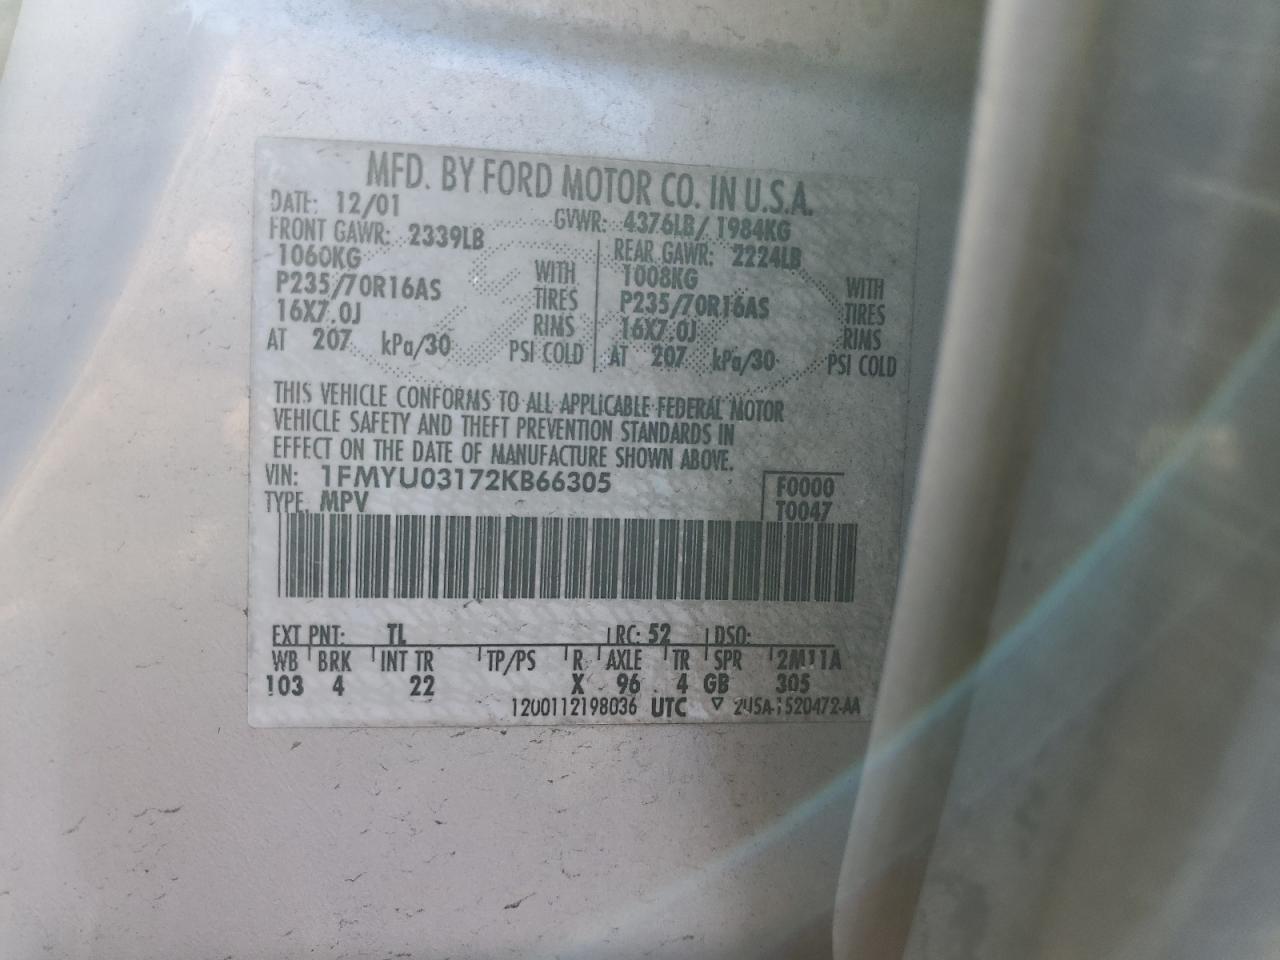 MFD. BY FORD MOTOR CO. IN U.S.A.
DATE: 12/01 GVWR: 4376LB/ 1984KG
FRONT GAWR: 2339LB REAR GAWR: 2224LB
1060KG WITH 1008KG WITH
P235/70R16AS TIRES P235/70R16AS TIRES
16X7.0J RIMS 16X7.0J RIMS
AT 207 kPa/30 PSI COLD AT 207 kPa/30 PSI COLD
THIS VEHICLE CONFORMS TO ALL APPLICABLE FEDERAL MOTOR
VEHICLE SAFETY AND THEFT PREVENTION STANDARDS IN
EFFECT ON THE DATE OF MANUFACTURE SHOWN ABOVE.
VIN: 1FMYU03172KB66305 F0000
TYPE: MPV T0047
EXT PNT: TL RC: 52 DSO:
WB BRK INT TR TP/PS R AXLE TR SPR 2M11A
103 4 22 X 96 4 GB 305
1200112198036 UTC ▽